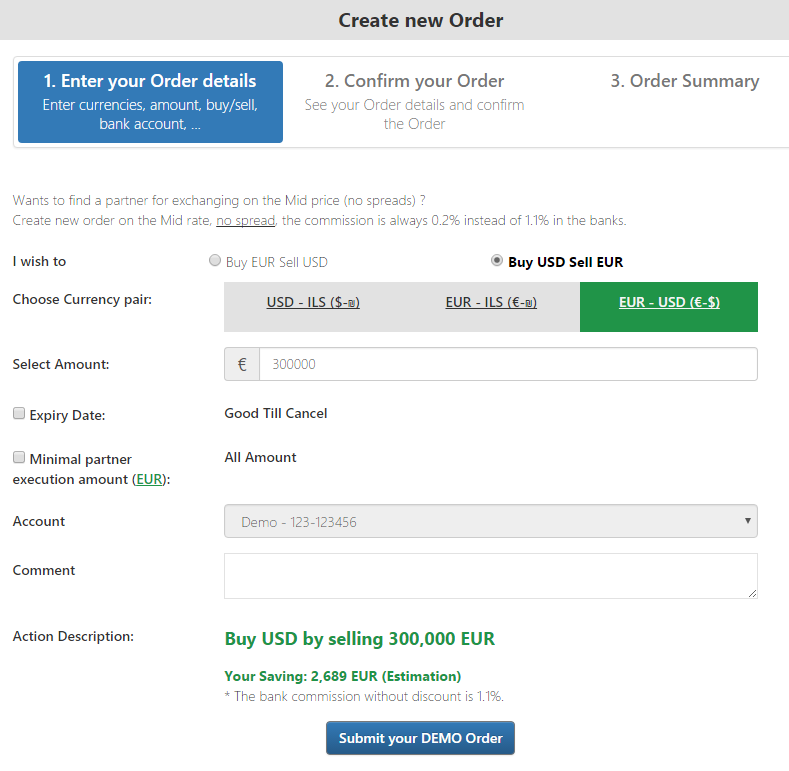 Create new Order
1. Enter your Order details
Enter currencies, amount, buy/sell,
bank account, ...
2. Confirm your Order
See your Order details and confirm
the Order
3. Order Summary
Wants to find a partner for exchanging on the Mid price (no spreads) ?
Create new order on the Mid rate, no spread, the commission is always 0.2% instead of 1.1% in the banks.
I wish to
Buy EUR Sell USD
Buy USD Sell EUR
Choose Currency pair:
USD - ILS ($-₪)
EUR - ILS (€-₪)
EUR - USD (€-$)
Select Amount:
€
300000
Expiry Date:
Good Till Cancel
Minimal partner
execution amount (EUR):
All Amount
Account
Demo - 123-123456
Comment
Action Description:
Buy USD by selling 300,000 EUR
Your Saving: 2,689 EUR (Estimation)
* The bank commission without discount is 1.1%.
Submit your DEMO Order